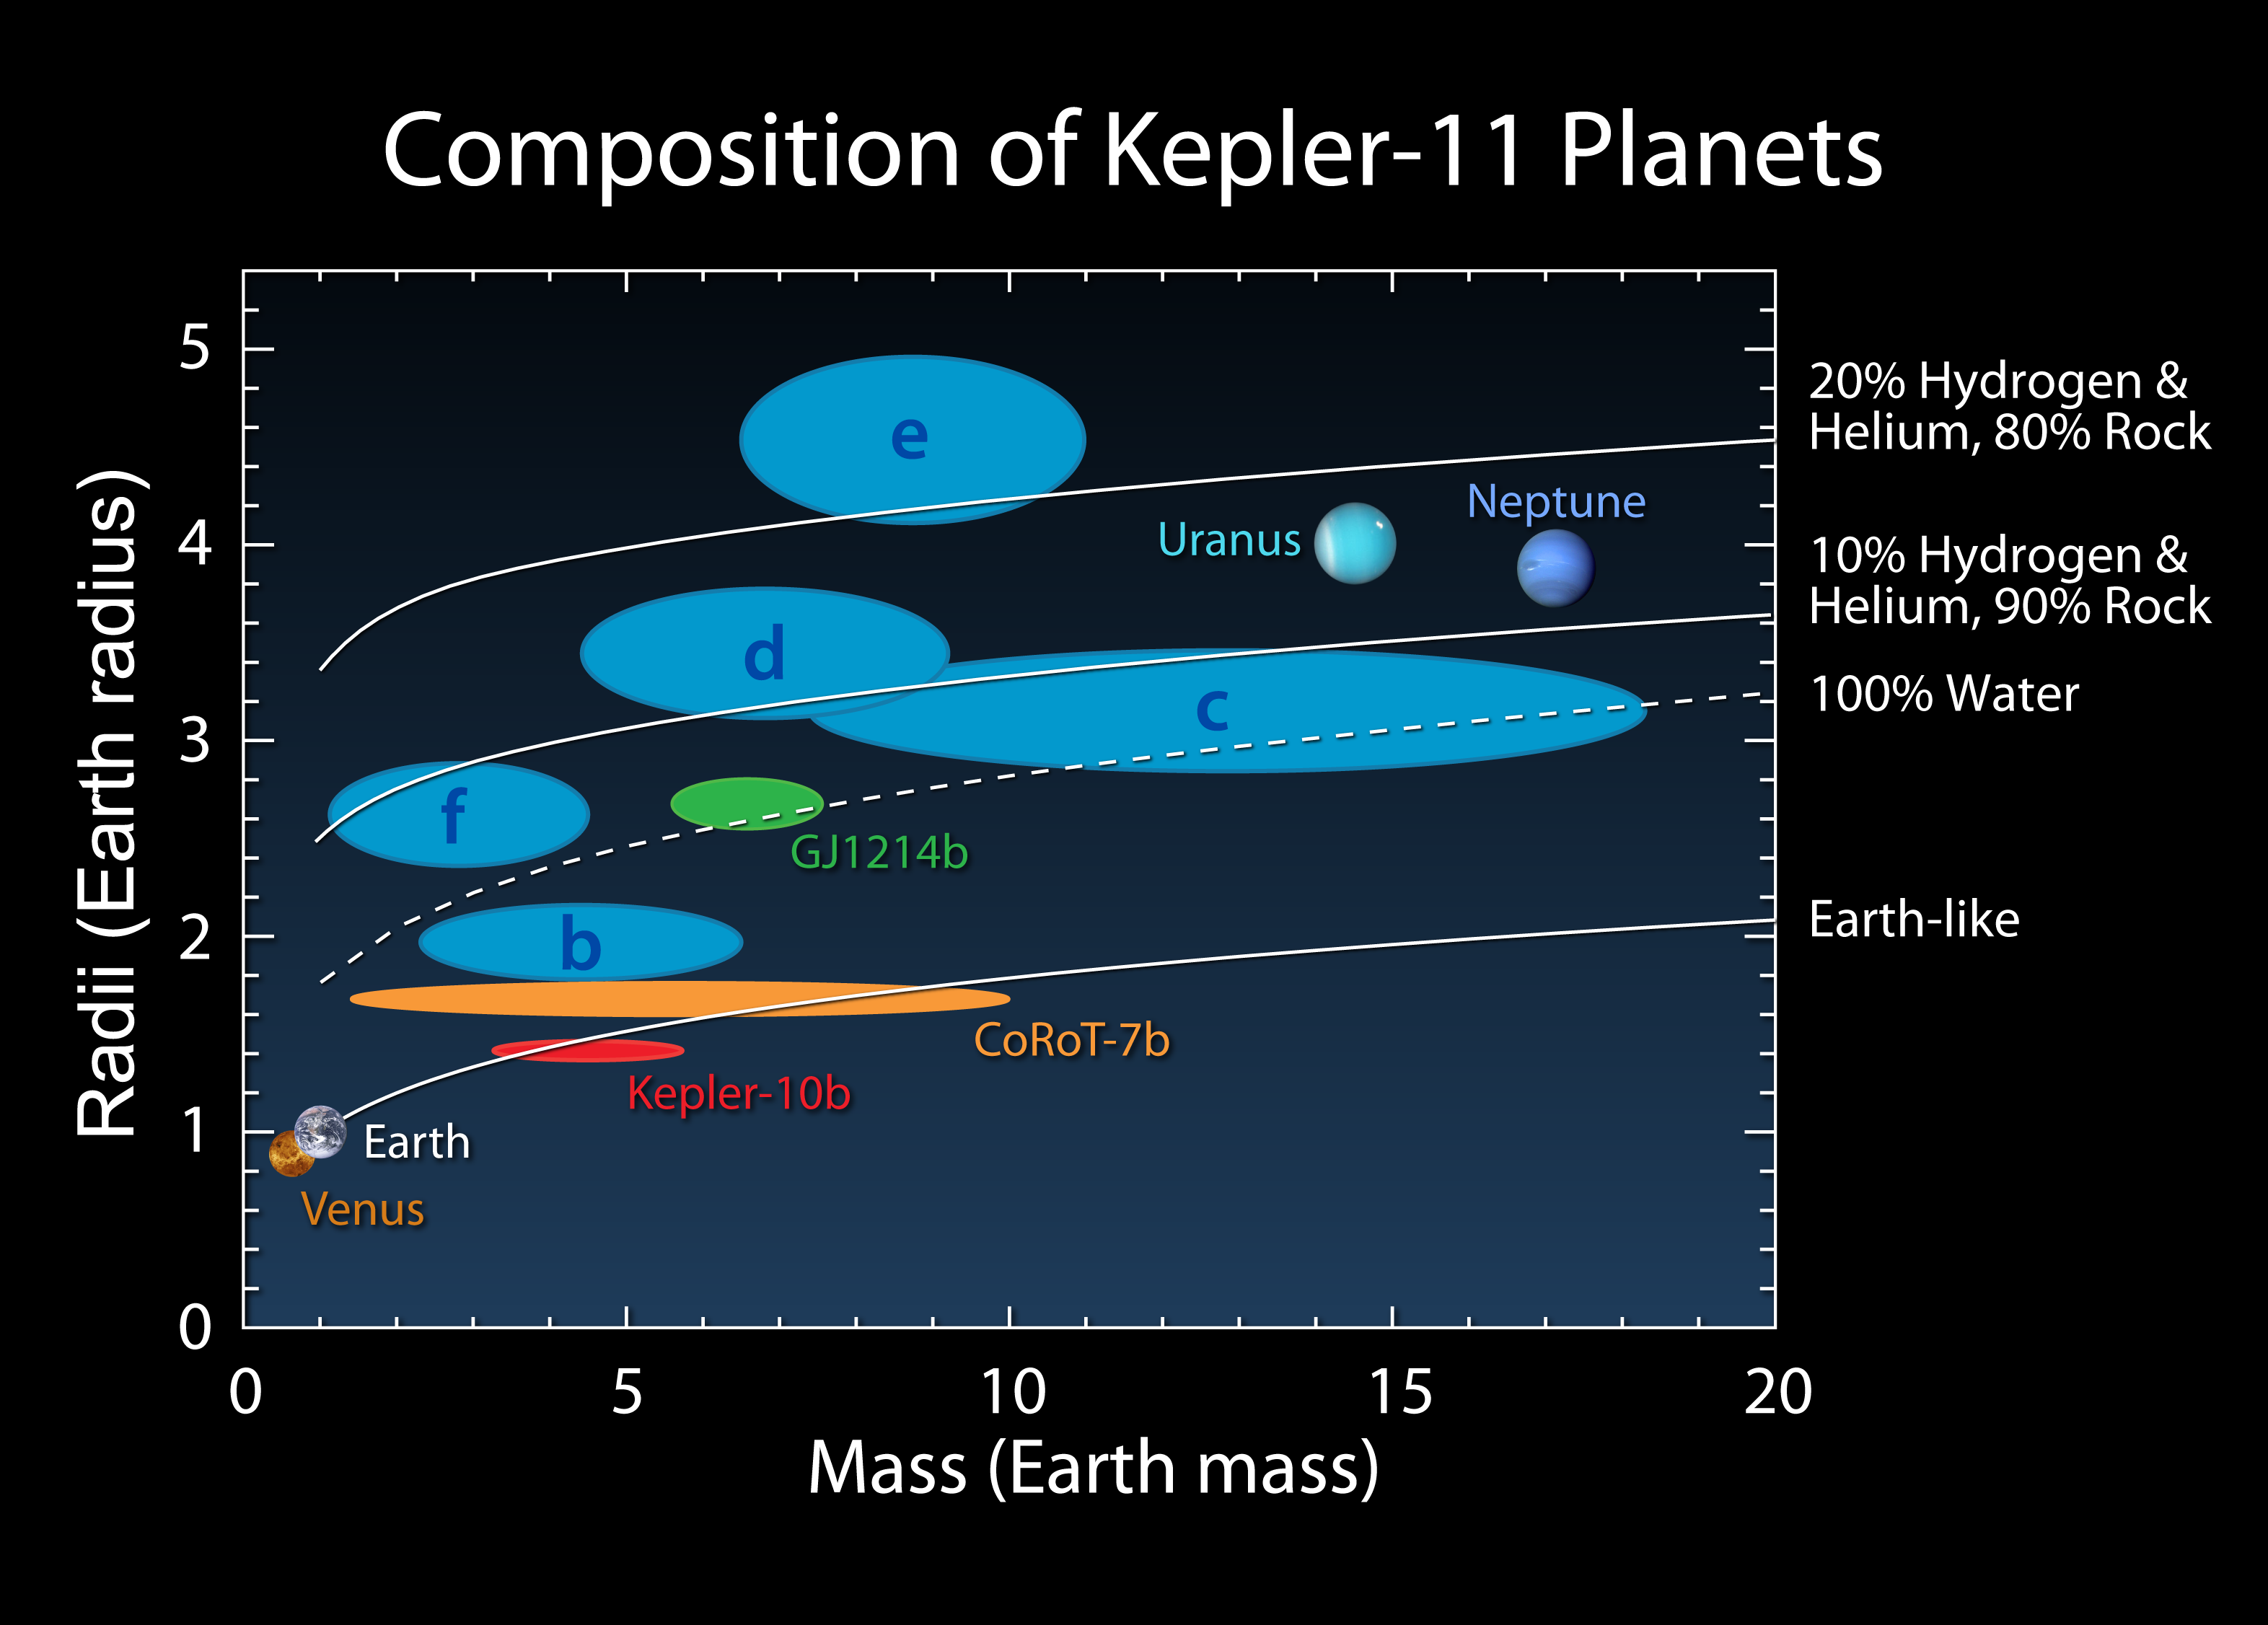 Composition of Kepler-11 Planets
Radii (Earth radius)
5
4
3
2
1
0
e
d
c
f
b
Uranus
Neptune
GJ1214b
CoRoT-7b
Kepler-10b
Earth
Venus
20% Hydrogen &
Helium, 80% Rock
10% Hydrogen &
Helium, 90% Rock
100% Water
Earth-like
0
5
10
15
20
Mass (Earth mass)